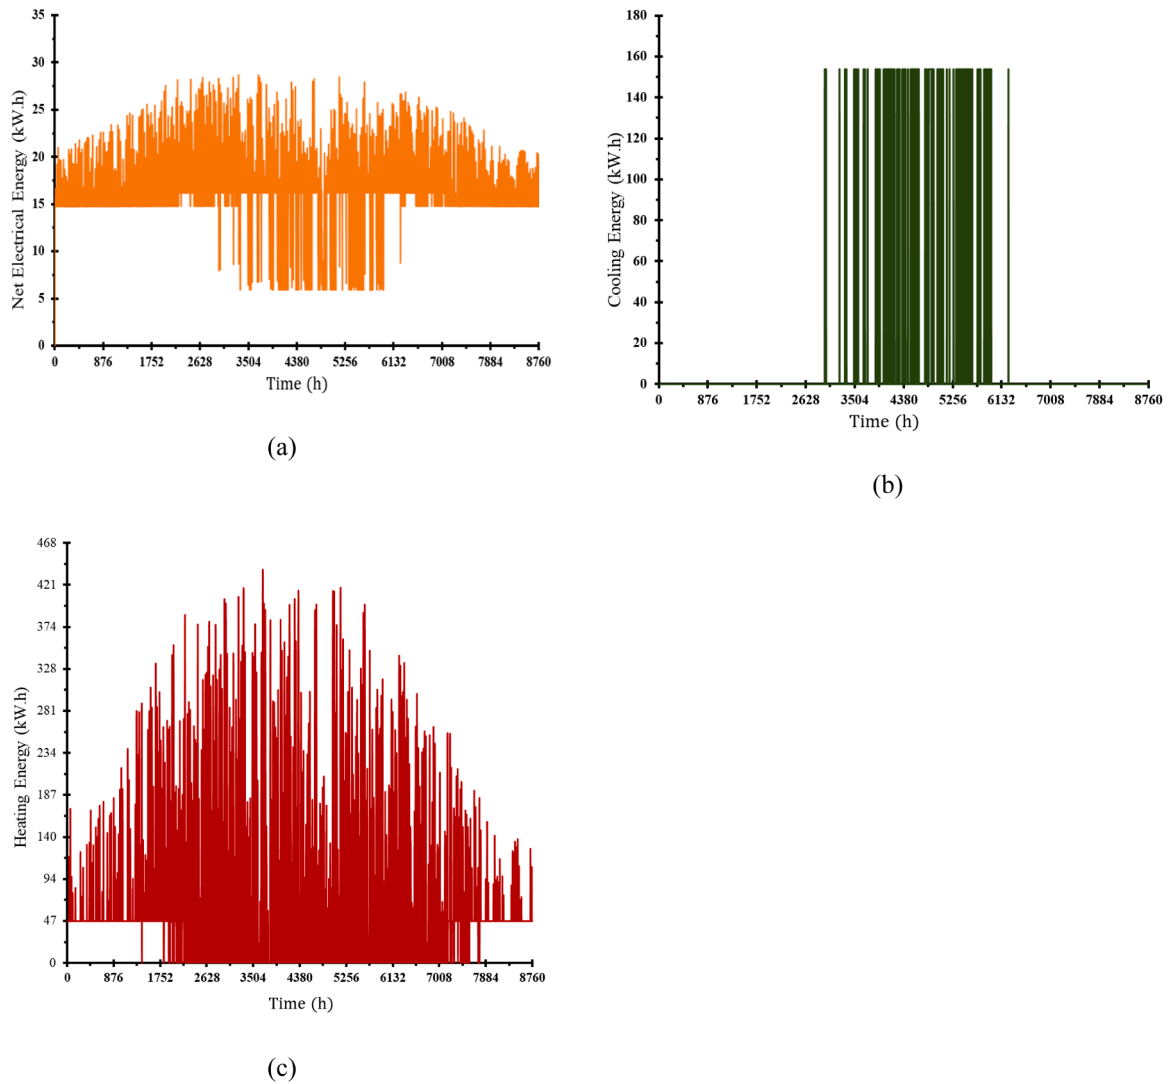 35
30
25
20
15
10
5
0
Net Electrical Energy (kW.h)
0 876 1752 2628 3504 4380 5256 6132 7008 7884 8760
Time (h)
(a)
180
160
140
120
100
80
60
40
20
0
Cooling Energy (kW.h)
0 876 1752 2628 3504 4380 5256 6132 7008 7884 8760
Time (h)
(b)
468
421
374
328
281
234
187
140
94
47
0
Heating Energy (kW.h)
0 876 1752 2628 3504 4380 5256 6132 7008 7884 8760
Time (h)
(c)